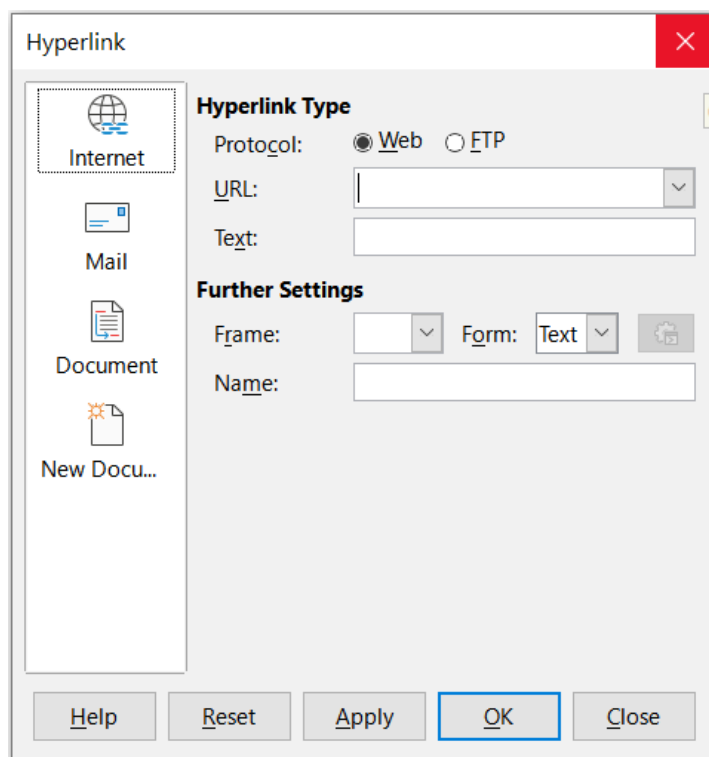 Hyperlink
Internet
Mail
Document
New Docu...
Hyperlink Type
Protocol: Web FTP
URL:
Text:
Further Settings
Frame: Form: Text
Name:
Help Reset Apply OK Close